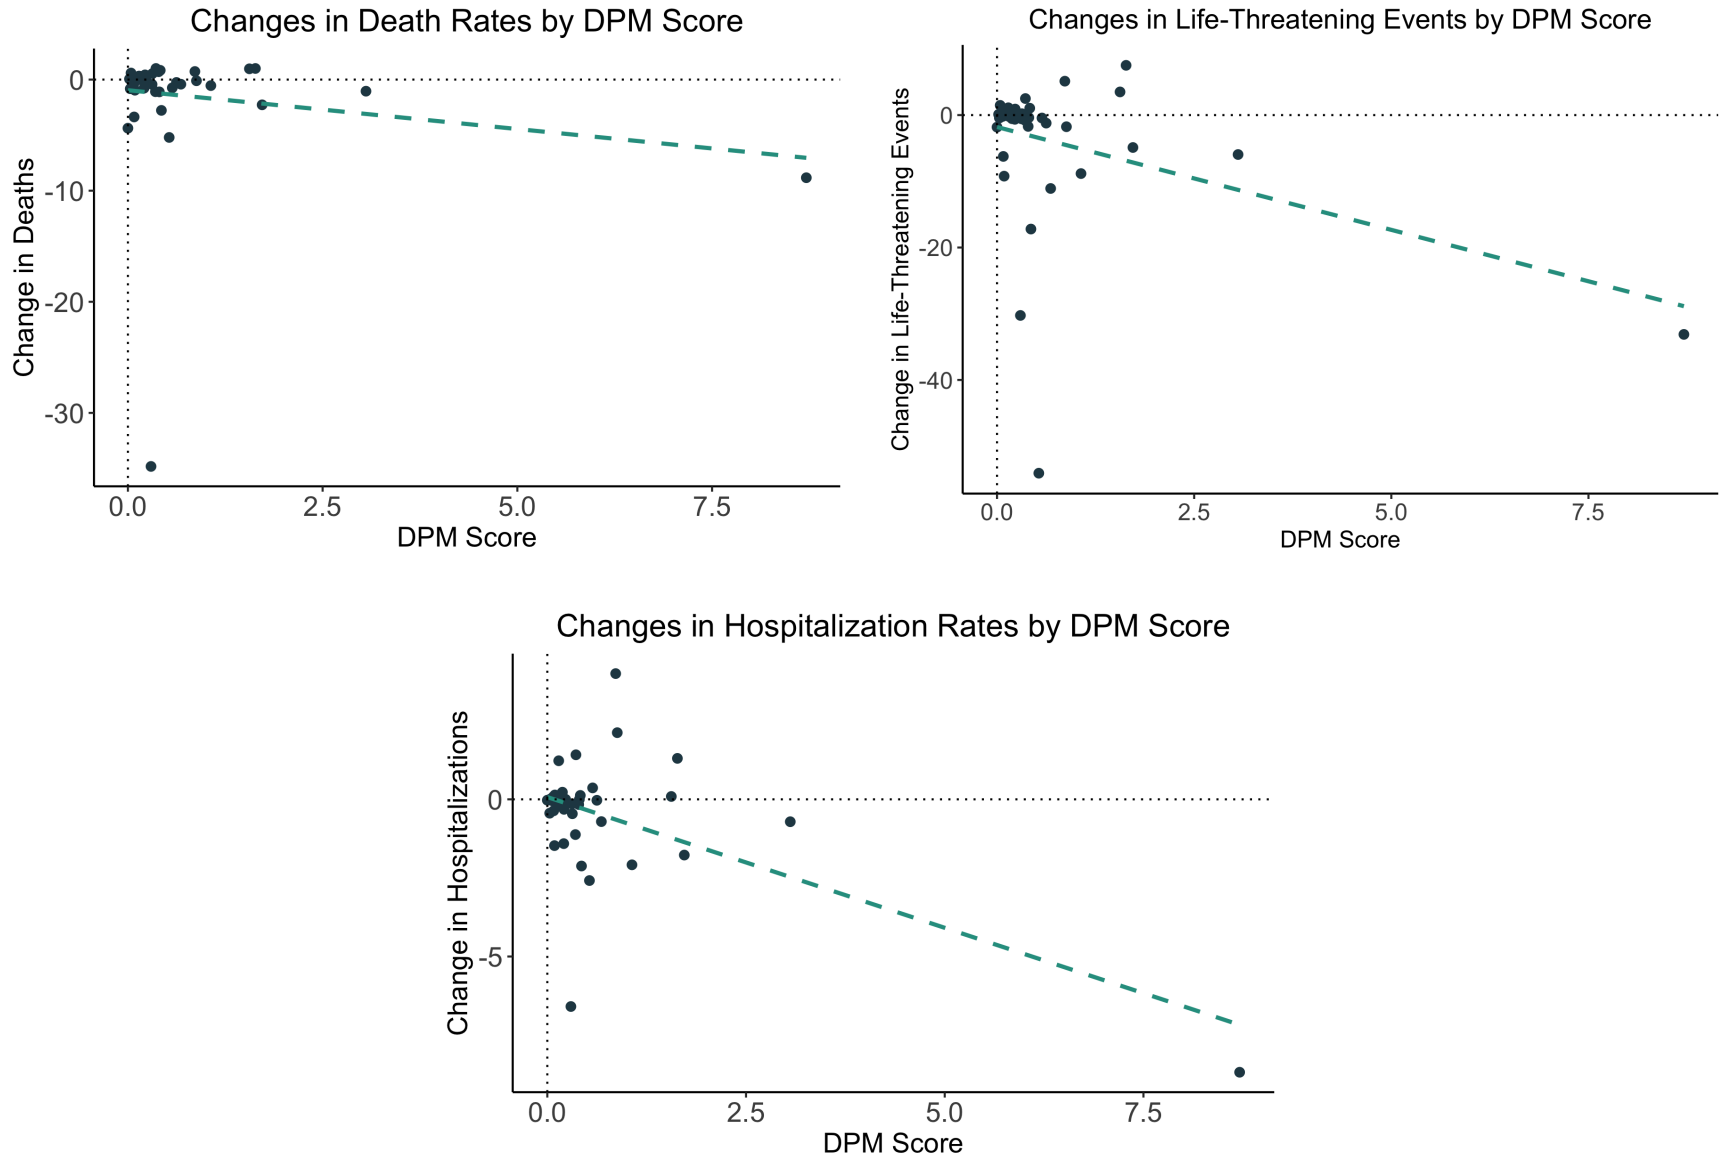 Changes in Death Rates by DPM Score
Change in Deaths
0
-10
-20
-30
0.0 2.5 5.0 7.5
DPM Score
Changes in Life-Threatening Events by DPM Score
Change in Life-Threatening Events
0
-20
-40
0.0 2.5 5.0 7.5
DPM Score
Changes in Hospitalization Rates by DPM Score
Change in Hospitalizations
0
-5
0.0 2.5 5.0 7.5
DPM Score